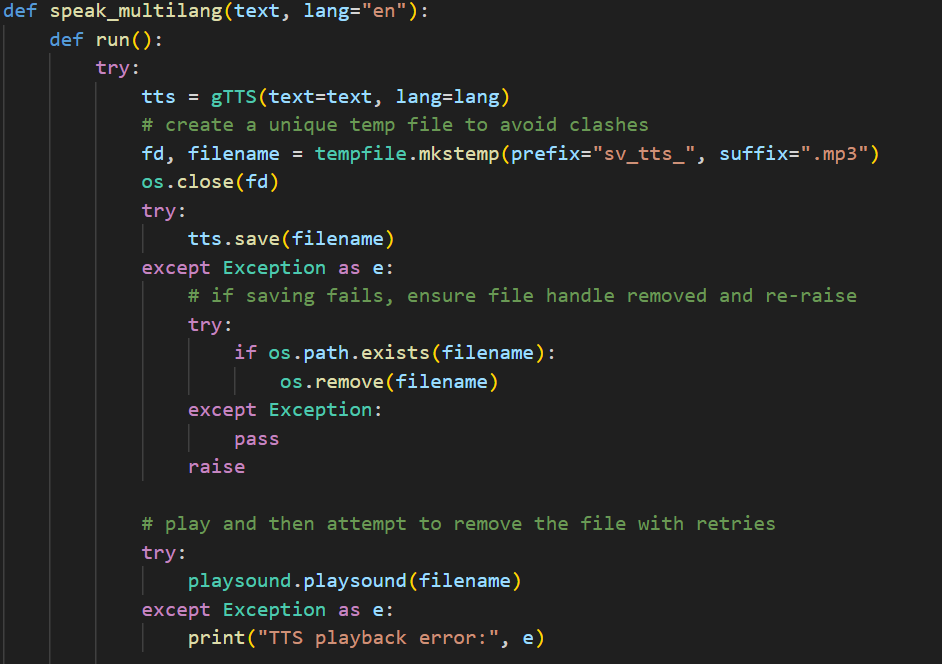 def speak_multilang(text, lang="en"):
    def run():
        try:
            tts = gTTS(text=text, lang=lang)
            # create a unique temp file to avoid clashes
            fd, filename = tempfile.mkstemp(prefix="sv_tts_", suffix=".mp3")
            os.close(fd)
            try:
                tts.save(filename)
            except Exception as e:
                # if saving fails, ensure file handle removed and re-raise
                try:
                    if os.path.exists(filename):
                        os.remove(filename)
                except Exception:
                    pass
                raise

            # play and then attempt to remove the file with retries
            try:
                playsound.playsound(filename)
            except Exception as e:
                print("TTS playback error:", e)